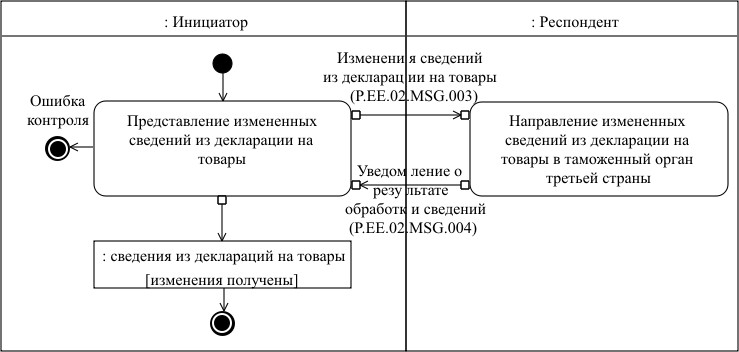 : Инициатор
: Респондент
Изменения сведений
из декларации на товары
(P.EE.02.MSG.003)
Ошибка
контроля
Представление измененных
сведений из декларации на
товары
Направление измененных
сведений из декларации на
товары в таможенный орган
третьей страны
Уведомление о
результате
обработки сведений
(P.EE.02.MSG.004)
: сведения из деклараций на товары
[изменения получены]